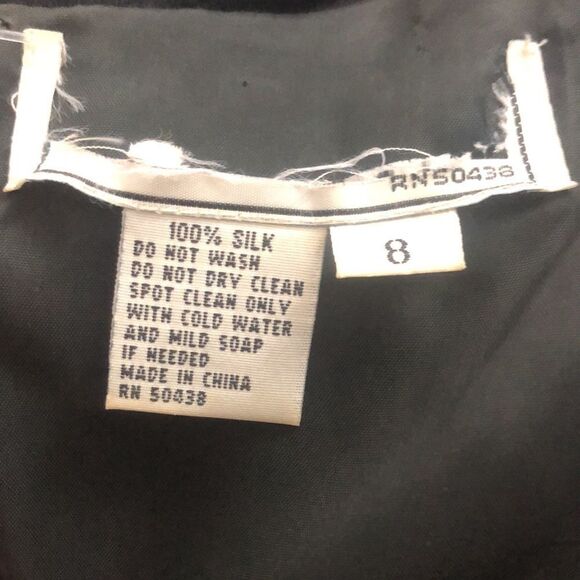 RN50438
100% SILK
DO NOT WASH
DO NOT DRY CLEAN
SPOT CLEAN ONLY
WITH COLD WATER
AND MILD SOAP
IF NEEDED
MADE IN CHINA
RN 50438
8